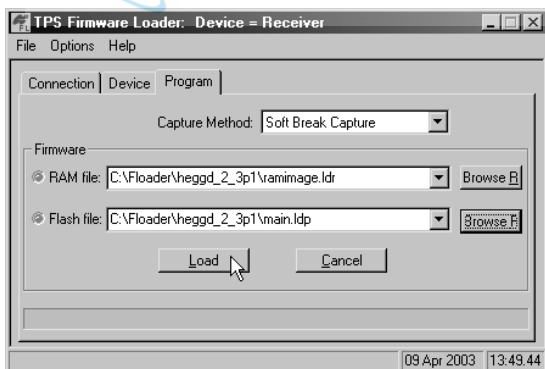 TPS Firmware Loader: Device = Receiver
File Options Help
Connection Device Program
Capture Method: Soft Break Capture
Firmware
RAM file: C:\Floader\heggd_2_3p1\ramimage.ldr Browse R
Flash file: C:\Floader\heggd_2_3p1\main.ldp Browse F
Load Cancel
09 Apr 2003 13:49.44